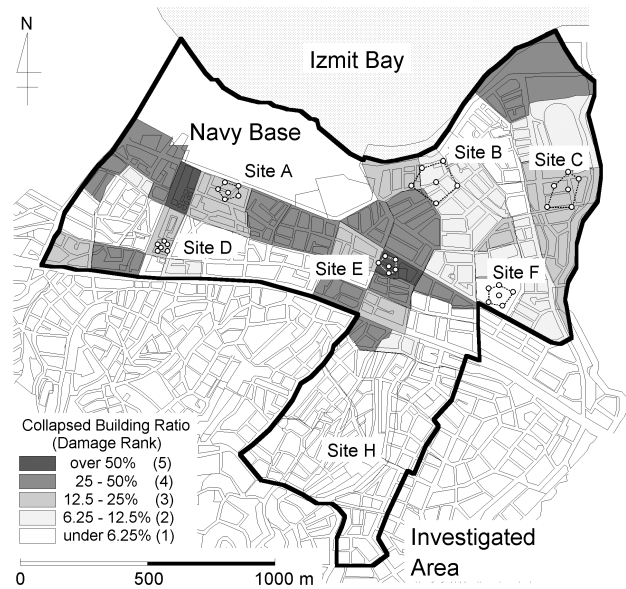 N
Izmit Bay
Navy Base
Site A
Site B
Site C
Site D
Site E
Site F
Site H
Collapsed Building Ratio
(Damage Rank)
over 50% (5)
25 - 50% (4)
12.5 - 25% (3)
6.25 - 12.5% (2)
under 6.25% (1)
Investigated
Area
0 500 1000 m